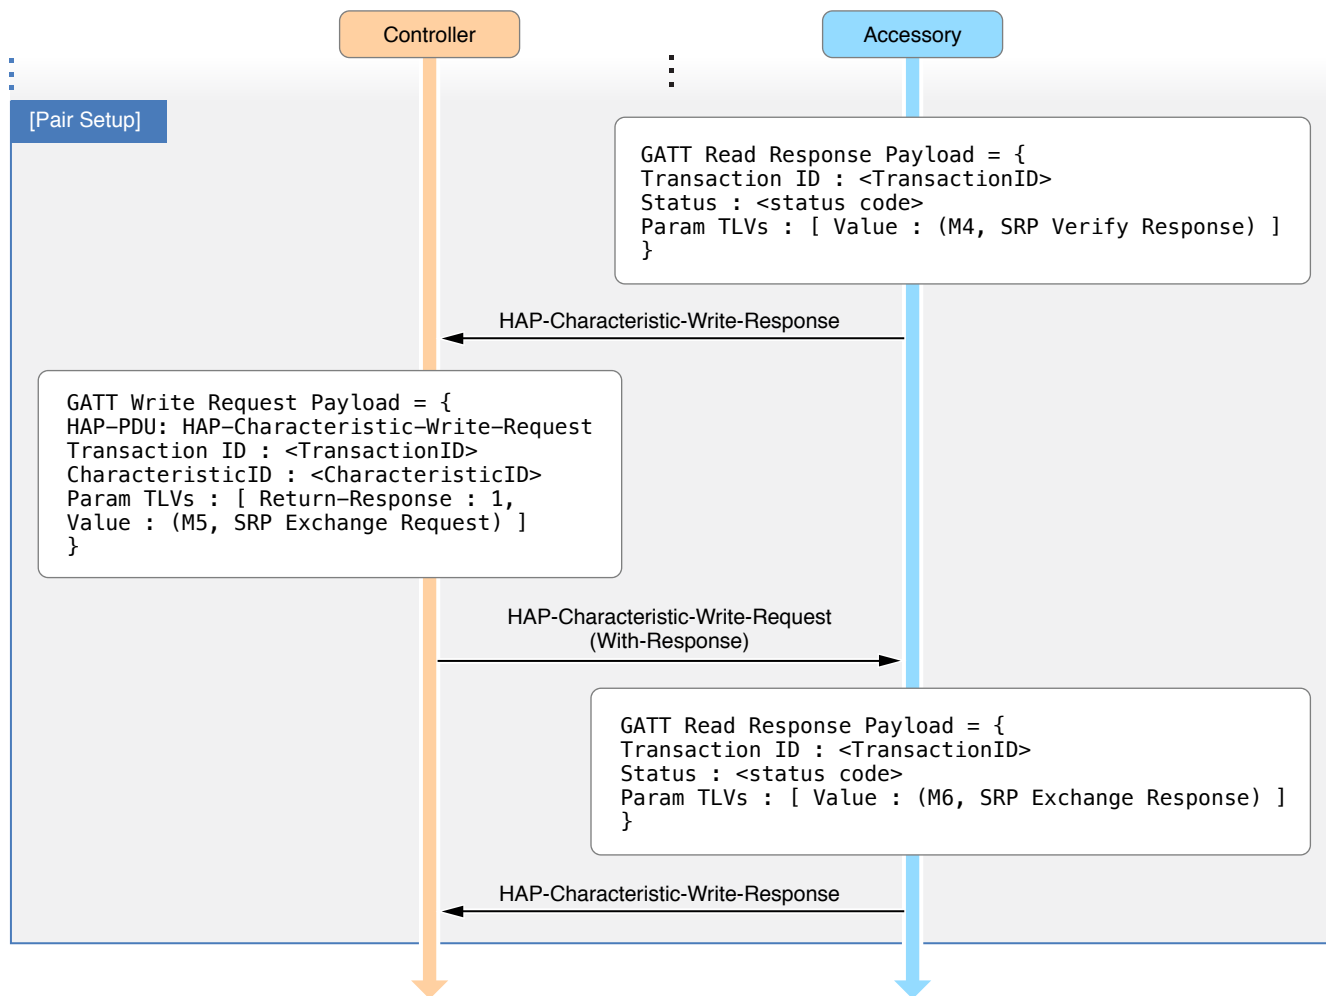 Controller
Accessory
[Pair Setup]
GATT Read Response Payload = {
Transaction ID : <TransactionID>
Status : <status code>
Param TLVs : [ Value : (M4, SRP Verify Response) ]
}
HAP-Characteristic-Write-Response
GATT Write Request Payload = {
HAP–PDU: HAP–Characteristic–Write–Request
Transaction ID : <TransactionID>
CharacteristicID : <CharacteristicID>
Param TLVs : [ Return–Response : 1,
Value : (M5, SRP Exchange Request) ]
}
HAP-Characteristic-Write-Request
(With-Response)
GATT Read Response Payload = {
Transaction ID : <TransactionID>
Status : <status code>
Param TLVs : [ Value : (M6, SRP Exchange Response) ]
}
HAP-Characteristic-Write-Response